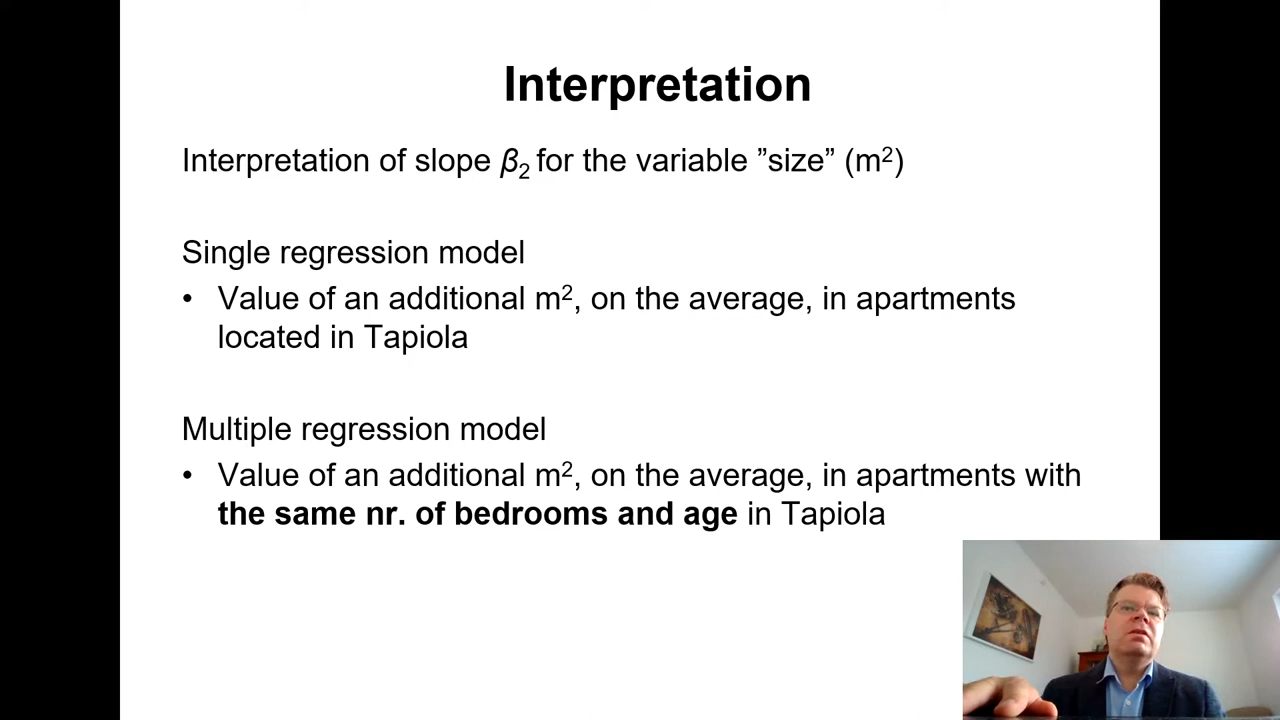 Interpretation
Interpretation of slope β₂ for the variable ”size” (m²)
Single regression model
• Value of an additional m², on the average, in apartments
located in Tapiola
Multiple regression model
• Value of an additional m², on the average, in apartments with
the same nr. of bedrooms and age in Tapiola